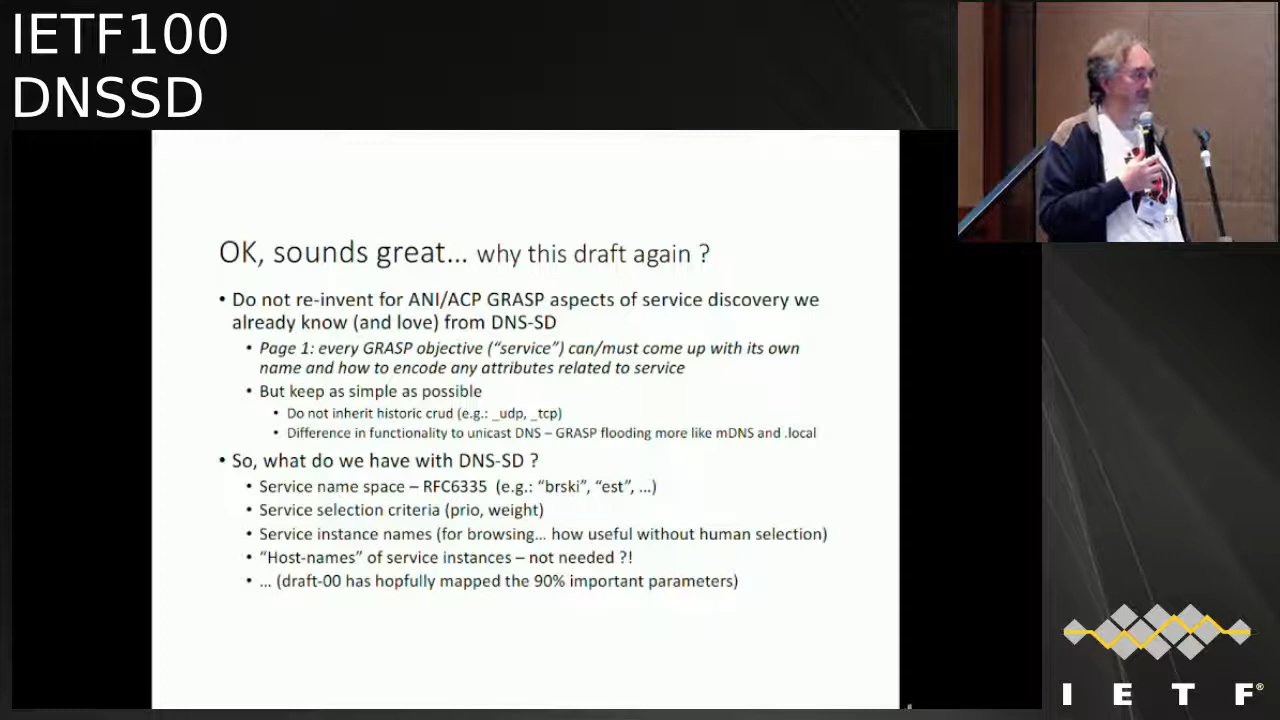 IETF100
DNSSD
OK, sounds great... why this draft again ?
• Do not re-invent for ANI/ACP GRASP aspects of service discovery we
already know (and love) from DNS-SD
• Page 1: every GRASP objective (“service”) can/must come up with its own
name and how to encode any attributes related to service
• But keep as simple as possible
• Do not inherit historic crud (e.g.: _udp, _tcp)
• Difference in functionality to unicast DNS – GRASP flooding more like mDNS and .local
• So, what do we have with DNS-SD ?
• Service name space – RFC6335 (e.g.: “brski”, “est”, ...)
• Service selection criteria (prio, weight)
• Service instance names (for browsing... how useful without human selection)
• “Host-names” of service instances – not needed ?!
• ... (draft-00 has hopefully mapped the 90% important parameters)
I E T F®